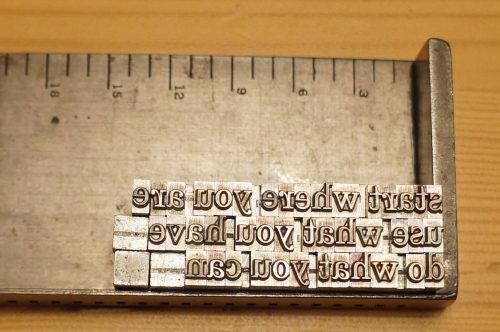 18 15 12 9 6 3
start where you are
use what you have
do what you can